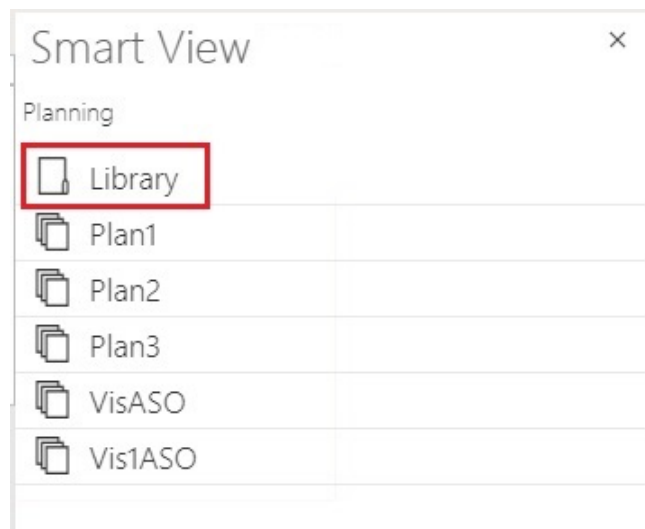 Smart View
Planning
Library
Plan1
Plan2
Plan3
VisASO
Vis1ASO